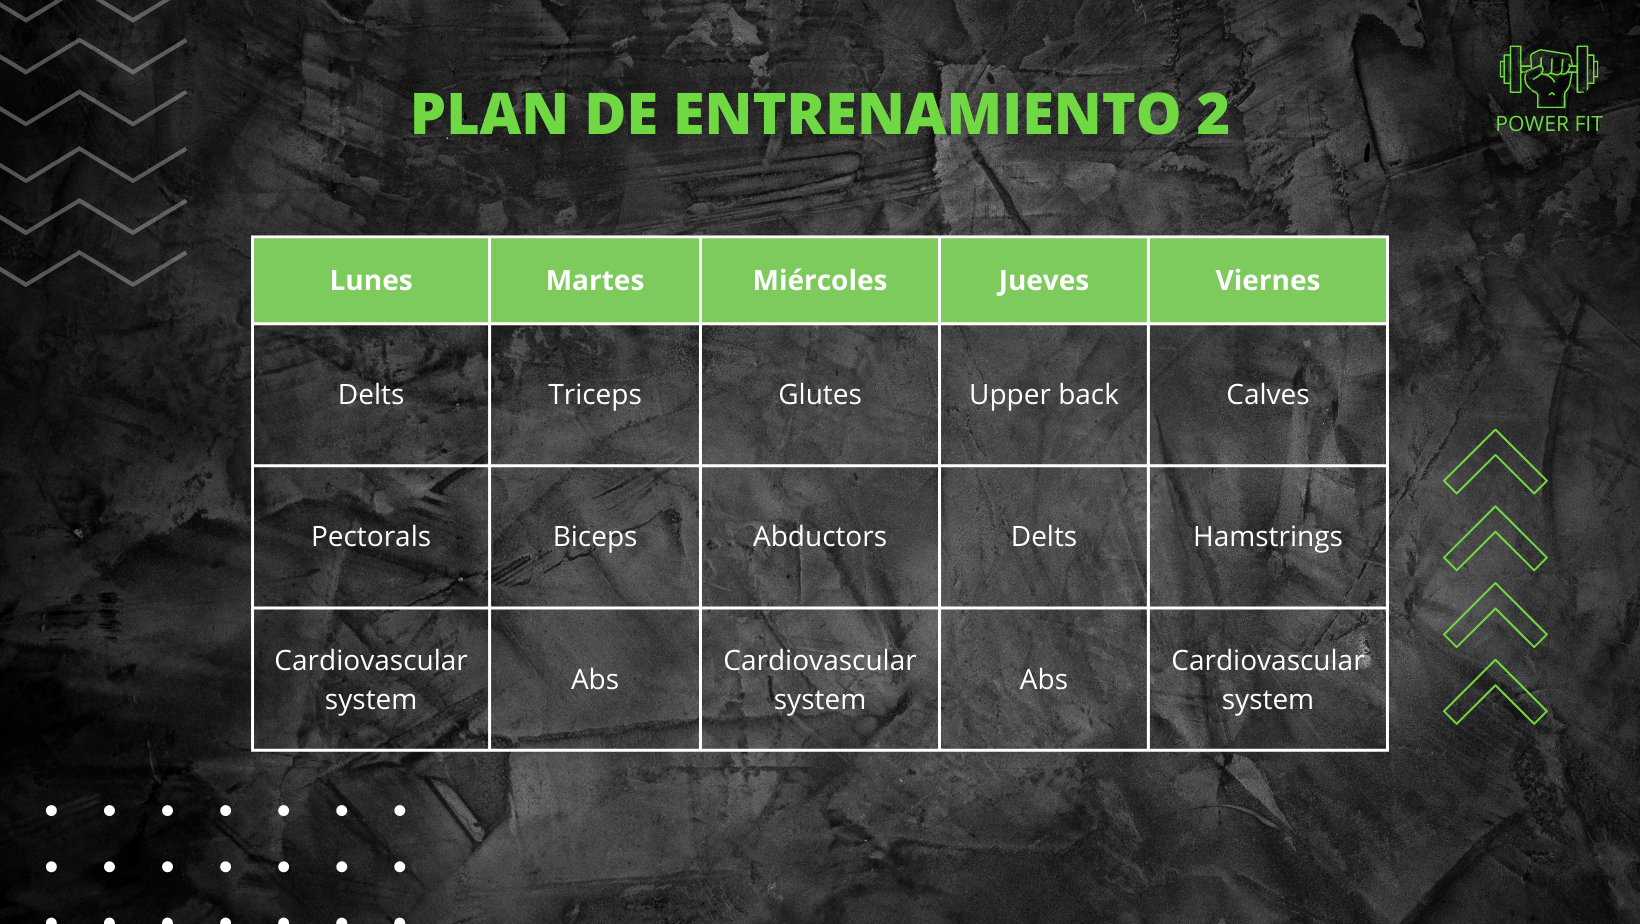 PLAN DE ENTRENAMIENTO 2
POWER FIT
Lunes Martes Miércoles Jueves Viernes
Delts Triceps Glutes Upper back Calves
Pectorals Biceps Abductors Delts Hamstrings
Cardiovascular system Abs Cardiovascular system Abs Cardiovascular system